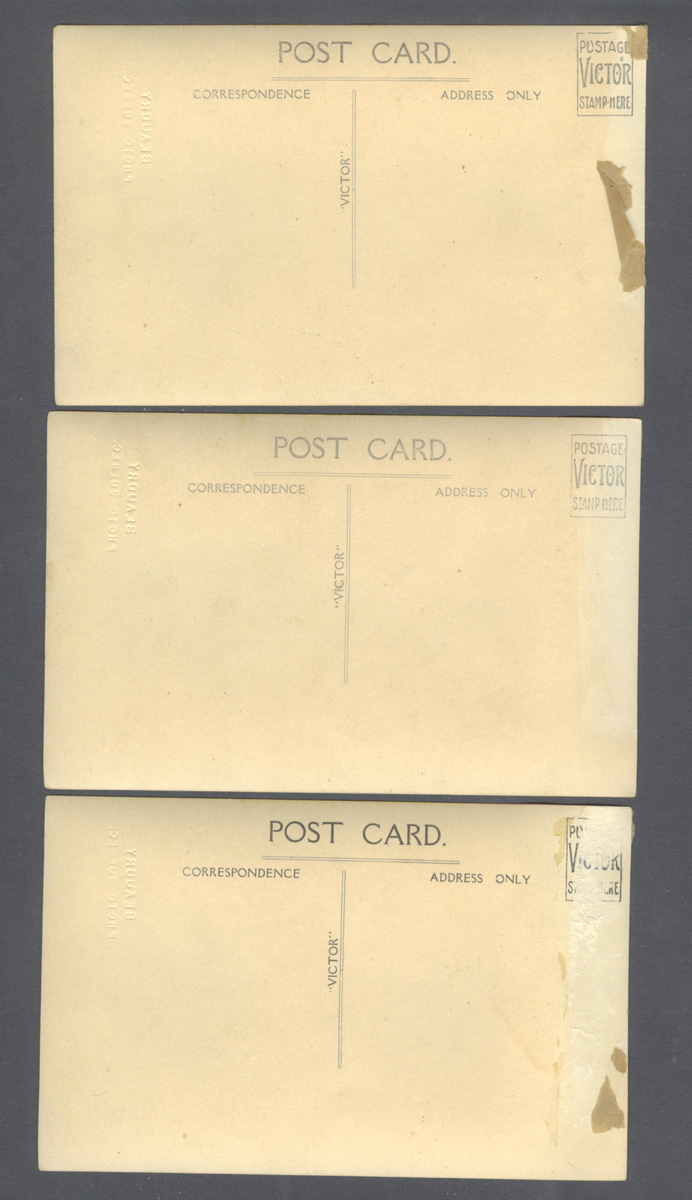 POST CARD.
CORRESPONDENCE
ADDRESS ONLY
"VICTOR"
POSTAGE
VICTOR
STAMP HERE
POST CARD.
CORRESPONDENCE
ADDRESS ONLY
"VICTOR"
POSTAGE
VICTOR
STAMP HERE
POST CARD.
CORRESPONDENCE
ADDRESS ONLY
"VICTOR"
VICTOR